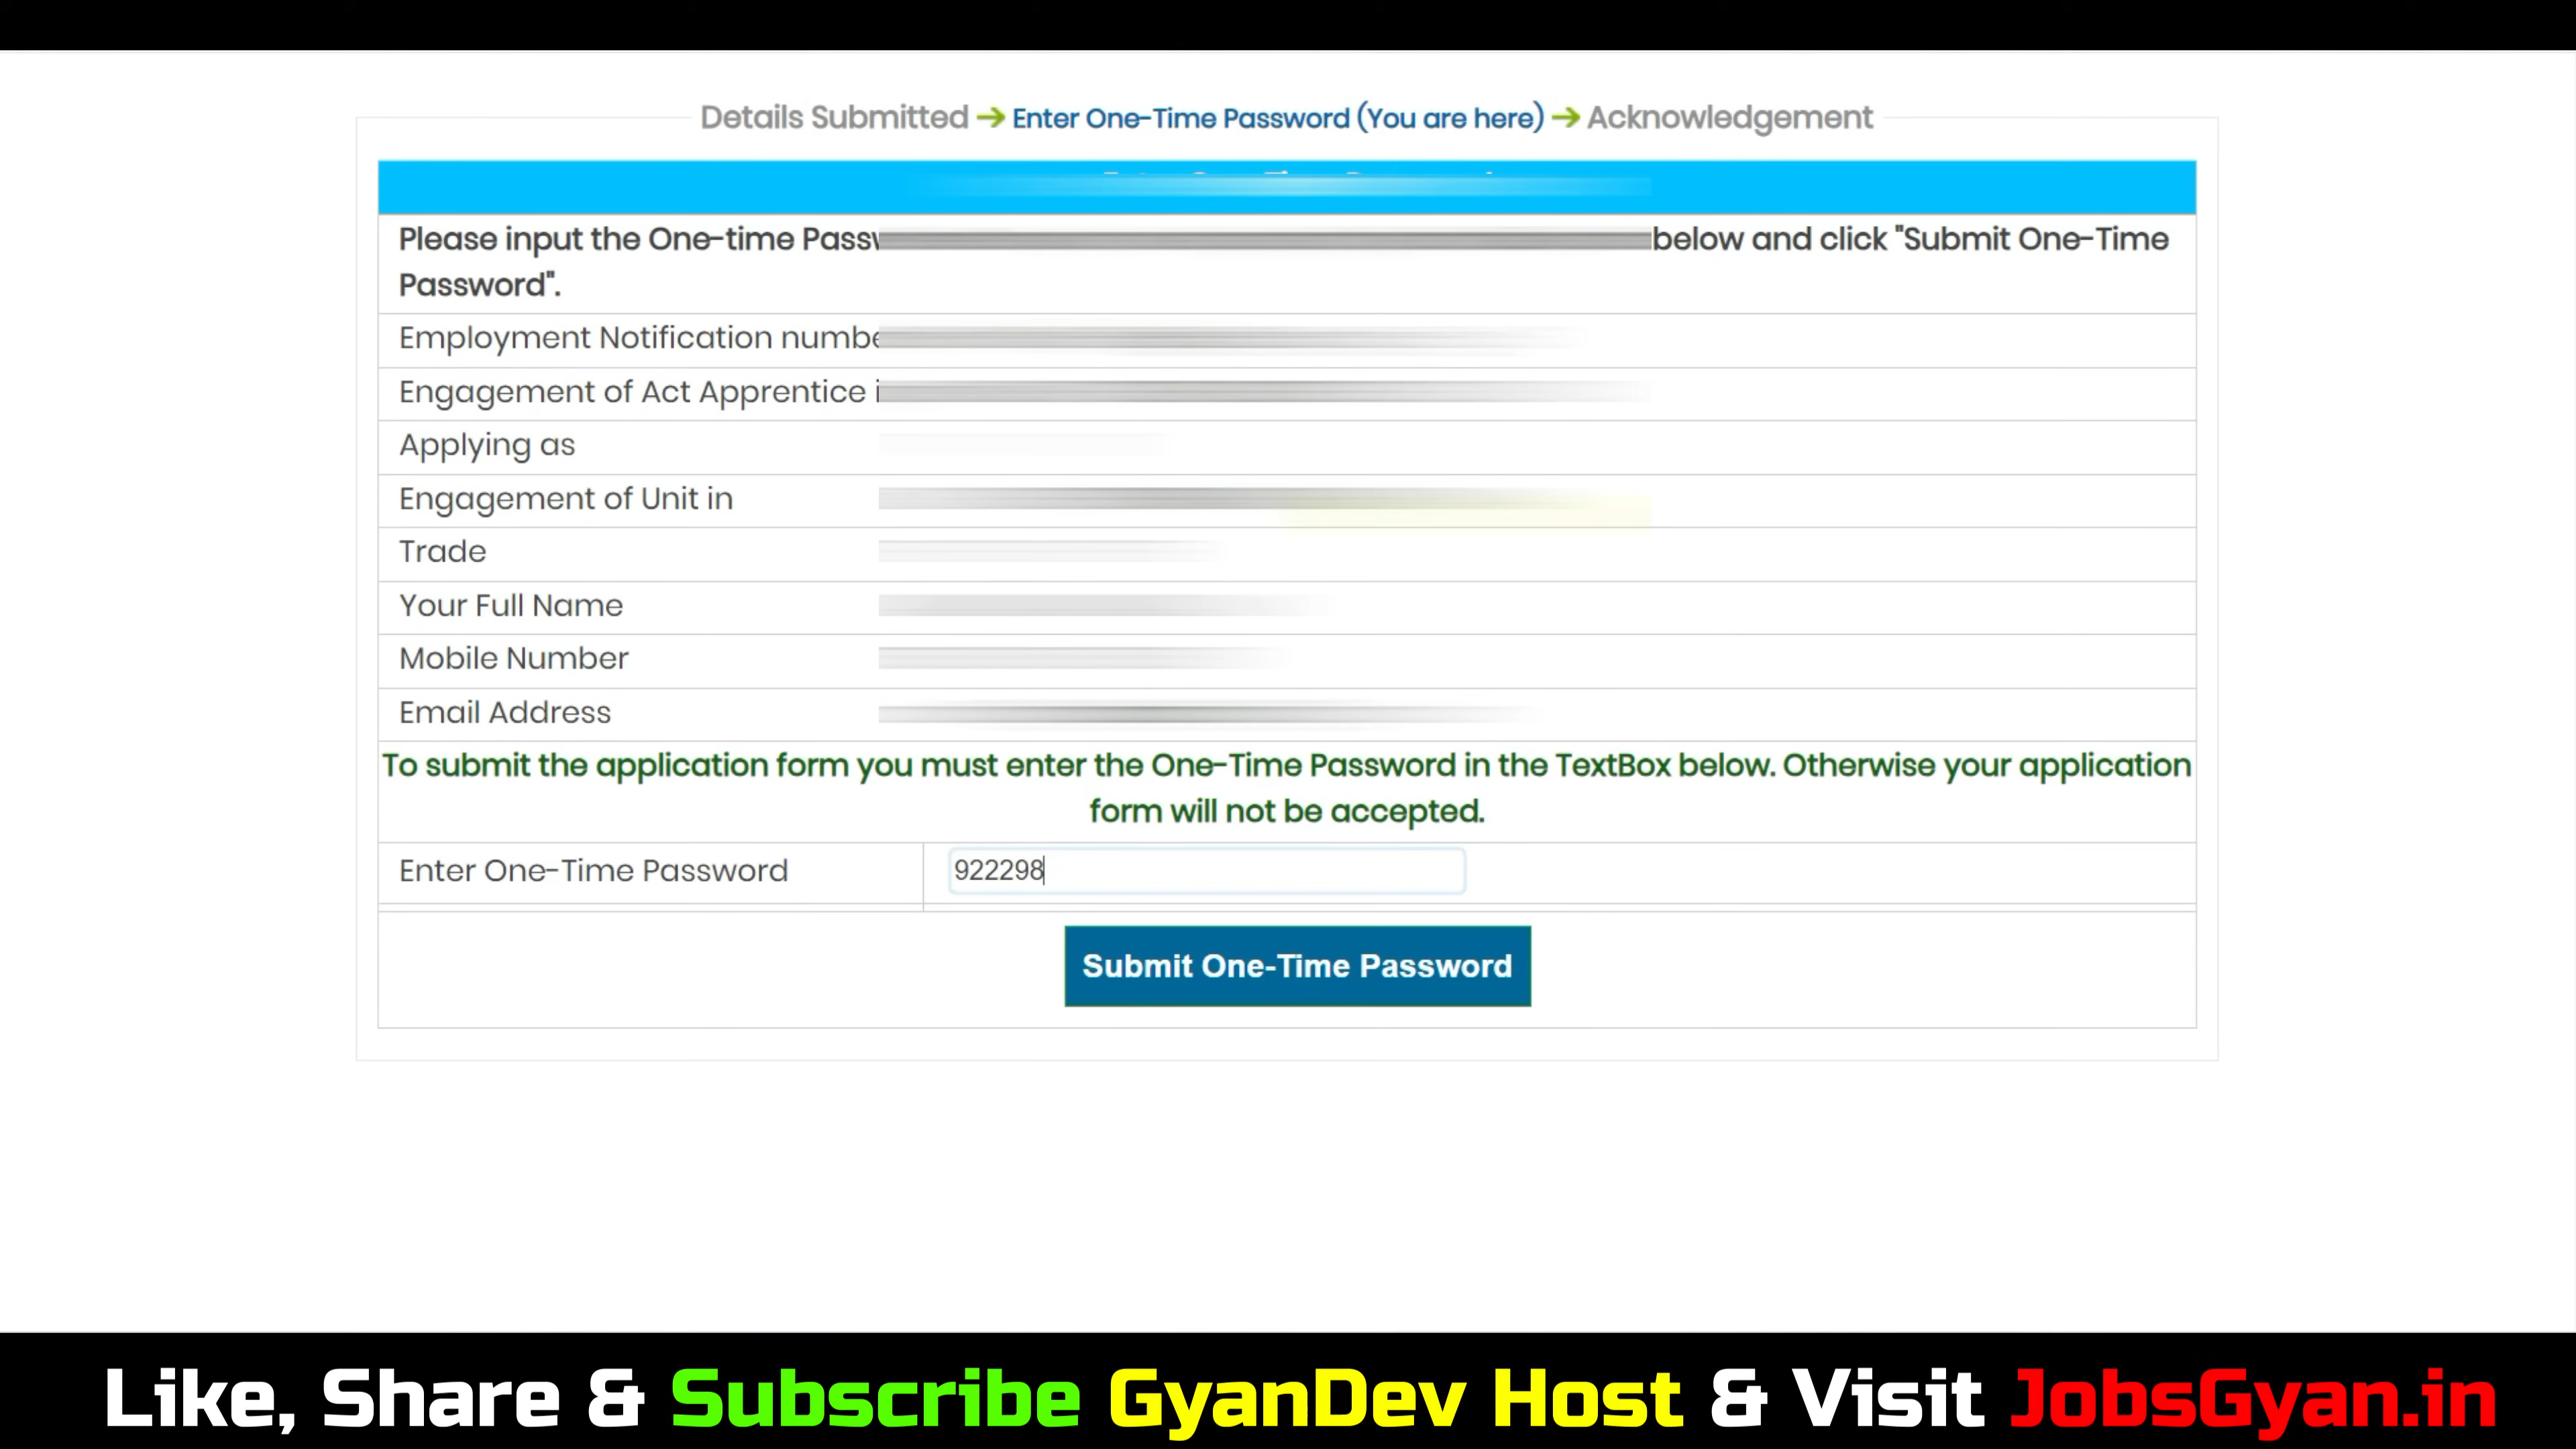 Details Submitted → Enter One-Time Password (You are here) → Acknowledgement
Please input the One-time below and click "Submit One-Time
Password".
Employment Notification
Engagement of Act Apprentice
Applying as
Engagement of Unit in
Trade
Your Full Name
Mobile Number
Email Address
To submit the application form you must enter the One-Time Password in the TextBox below. Otherwise your application
form will not be accepted.
Enter One-Time Password 922298
Submit One-Time Password
Like, Share & Subscribe GyanDev Host & Visit JobsGyan.in